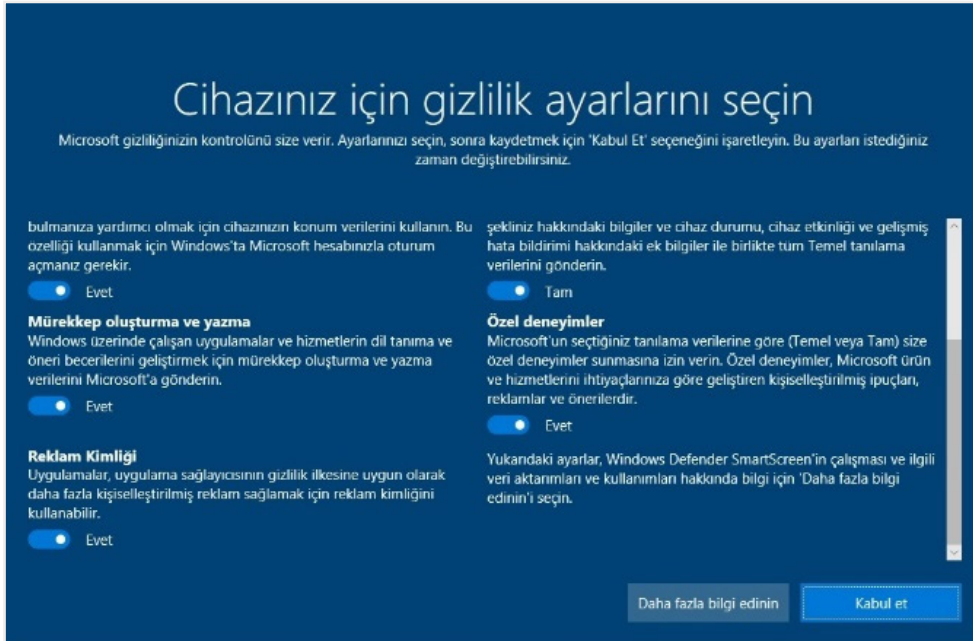 Cihazınız için gizlilik ayarlarını seçin
Microsoft gizliliğinizin kontrolünü size verir. Ayarlarınızı seçin, sonra kaydetmek için 'Kabul Et' seçeneğini işaretleyin. Bu ayarları istediğiniz
zaman değiştirebilirsiniz.
bulmanıza yardımcı olmak için cihazınızın konum verilerini kullanın. Bu
özelliği kullanmak için Windows'ta Microsoft hesabınızla oturum
açmanız gerekir.
Evet
Mürekkep oluşturma ve yazma
Windows üzerinde çalışan uygulamalar ve hizmetlerin dil tanıma ve
öneri becerilerini geliştirmek için mürekkep oluşturma ve yazma
verilerini Microsoft'a gönderin.
Evet
Reklam Kimliği
Uygulamalar, uygulama sağlayıcısının gizlilik ilkesine uygun olarak
daha fazla kişiselleştirilmiş reklam sağlamak için reklam kimliğini
kullanabilir.
Evet
şekliniz hakkındaki bilgiler ve cihaz durumu, cihaz etkinliği ve gelişmiş
hata bildirimi hakkındaki ek bilgiler ile birlikte tüm Temel tanılama
verilerini gönderin.
Tam
Özel deneyimler
Microsoft'un seçtiğiniz tanılama verilerine göre (Temel veya Tam) size
özel deneyimler sunmasına izin verin. Özel deneyimler, Microsoft ürün
ve hizmetlerini ihtiyaçlarınıza göre geliştiren kişiselleştirilmiş ipuçları,
reklamlar ve önerilerdir.
Evet
Yukarıdaki ayarlar, Windows Defender SmartScreen'in çalışması ve ilgili
veri aktarımları ve kullanımları hakkında bilgi için 'Daha fazla bilgi
edinin'i seçin.
Daha fazla bilgi edinin
Kabul et